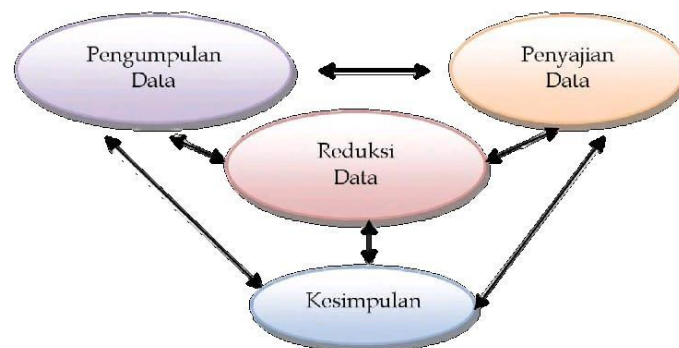 Pengumpulan
Data
Penyajian
Data
Reduksi
Data
Kesimpulan